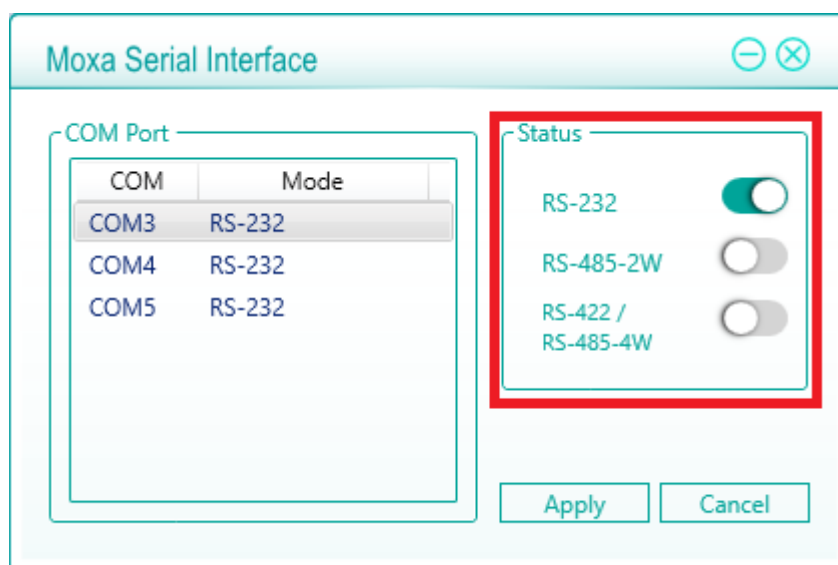 Moxa Serial Interface
COM Port
COM Mode
COM3 RS-232
COM4 RS-232
COM5 RS-232
Status
RS-232
RS-485-2W
RS-422 /
RS-485-4W
Apply Cancel